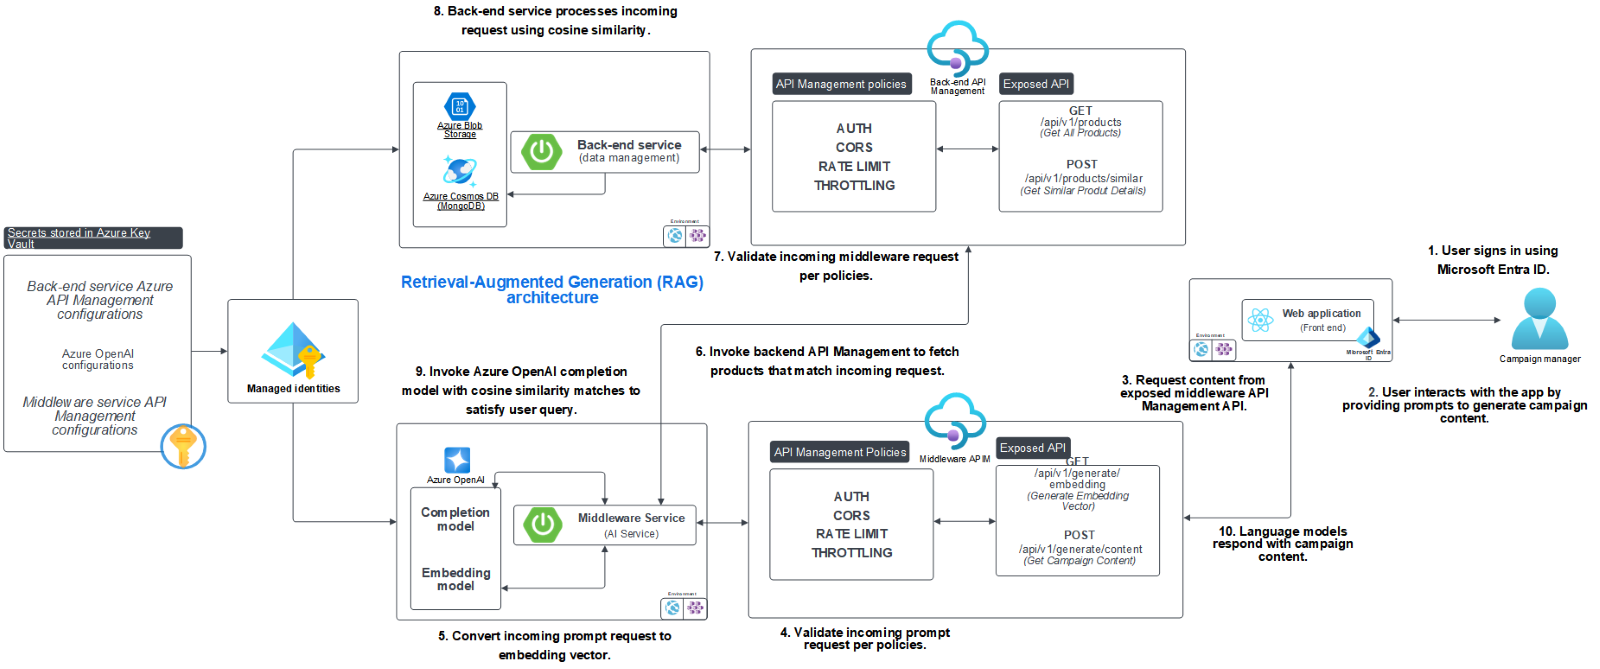 8. Back-end service processes incoming
request using cosine similarity.
Azure Blob
Storage
Azure Cosmos DB
(MongoDB)
Back-end service
(data management)
Environment
API Management policies
AUTH
CORS
RATE LIMIT
THROTTLING
Back-end API
Management
Exposed API
GET
/api/v1/products
(Get All Products)
POST
/api/v1/products/similar
(Get Similar Produt Details)
Secrets stored in Azure Key
Vault
Back-end service Azure
API Management
configurations
Azure OpenAI
configurations
Middleware service API
Management
configurations
Managed identities
Retrieval-Augmented Generation (RAG)
architecture
7. Validate incoming middleware request
per policies.
1. User signs in using
Microsoft Entra ID.
Web application
(Front end)
Environment
Microsoft Entra
ID
Campaign manager
6. Invoke backend API Management to fetch
products that match incoming request.
9. Invoke Azure OpenAI completion
model with cosine similarity matches to
satisfy user query.
3. Request content from
exposed middleware API
Management API.
2. User interacts with the app by
providing prompts to generate campaign
content.
Azure OpenAI
Completion
model
Embedding
model
Middleware Service
(AI Service)
Environment
API Management Policies
AUTH
CORS
RATE LIMIT
THROTTLING
Middleware APIM
Exposed API
GET
/api/v1/generate/
embedding
(Generate Embedding
Vector)
POST
/api/v1/generate/content
(Get Campaign Content)
10. Language models
respond with campaign
content.
5. Convert incoming prompt request to
embedding vector.
4. Validate incoming prompt
request per policies.
10
01